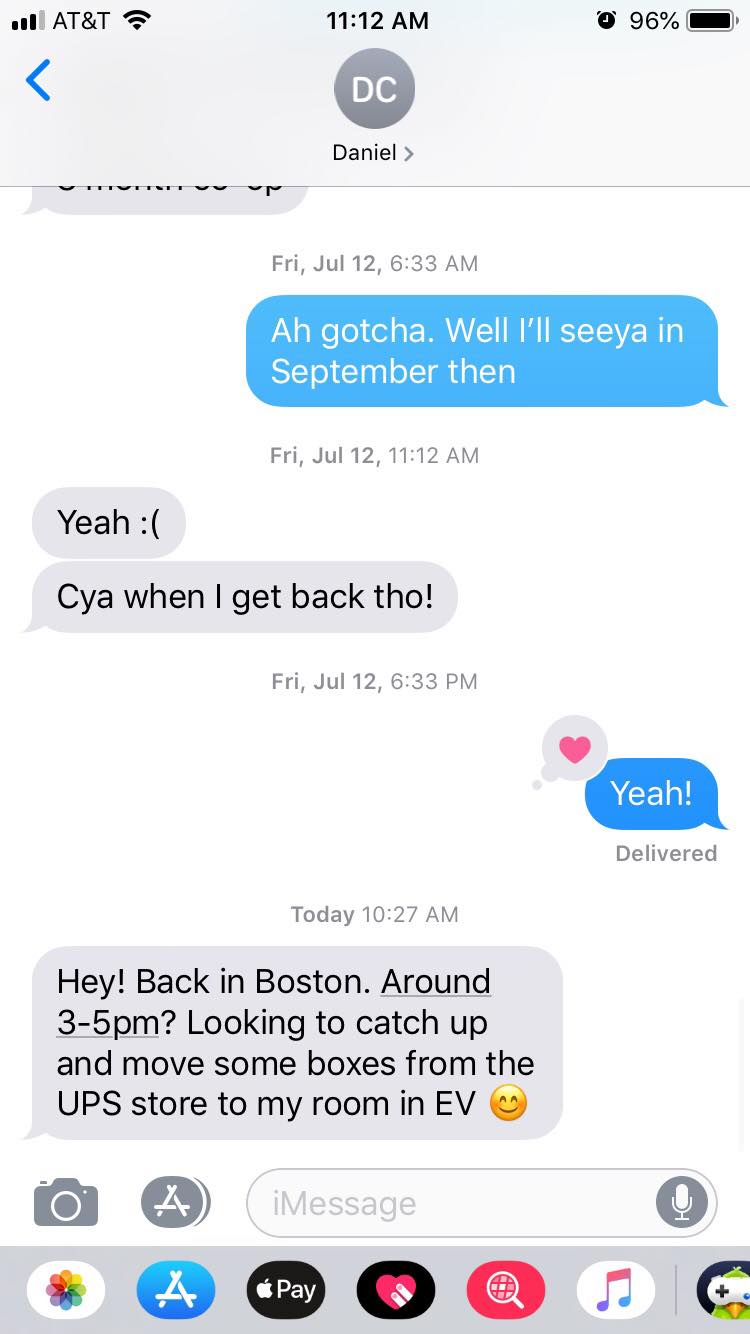 AT&T 11:12 AM 96%
DC
Daniel
Fri, Jul 12, 6:33 AM
Ah gotcha. Well I’ll seeya in
September then
Fri, Jul 12, 11:12 AM
Yeah :(
Cya when I get back tho!
Fri, Jul 12, 6:33 PM
Yeah!
Delivered
Today 10:27 AM
Hey! Back in Boston. Around
3-5pm? Looking to catch up
and move some boxes from the
UPS store to my room in EV 😊
iMessage
Pay